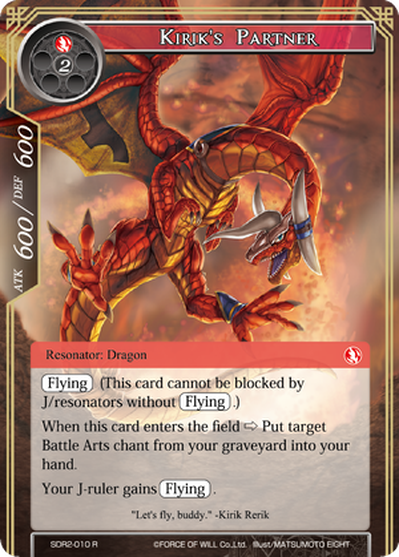 Kirik's Partner
2
ATK 600/DEF 600
Resonator: Dragon
Flying (This card cannot be blocked by
J/resonators without Flying.)
When this card enters the field ⇨ Put target
Battle Arts chant from your graveyard into your
hand.
Your J-ruler gains Flying.
"Let's fly, buddy." -Kirik Rerik
SDR2-010 R ©FORCE OF WILL Co.,Ltd. Illust/MATSUMOTO EIGHT